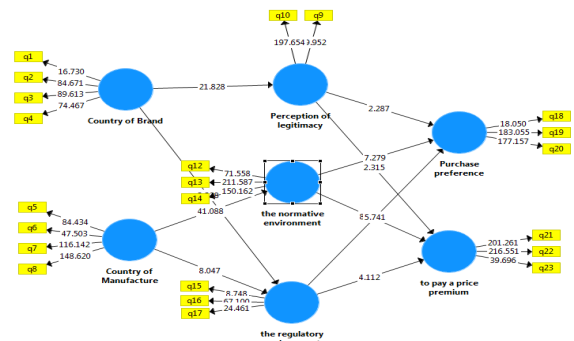 q10
q9
197.654
9.952
q1
q2
q3
q4
16.730
84.671
89.613
74.467
Country of Brand
21.828
Perception of
legitimacy
2.287
q18
q19
q20
18.050
183.055
177.157
Purchase
preference
q12
q13
q14
71.558
211.587
150.162
7.279
2.315
the normative
environment
41.088
q5
q6
q7
q8
84.434
47.503
116.142
148.620
Country of
Manufacture
8.047
5.741
q21
q22
q23
201.261
216.551
39.696
to pay a price
premium
q15
q16
q17
8.748
67.100
24.461
4.112
the regulatory